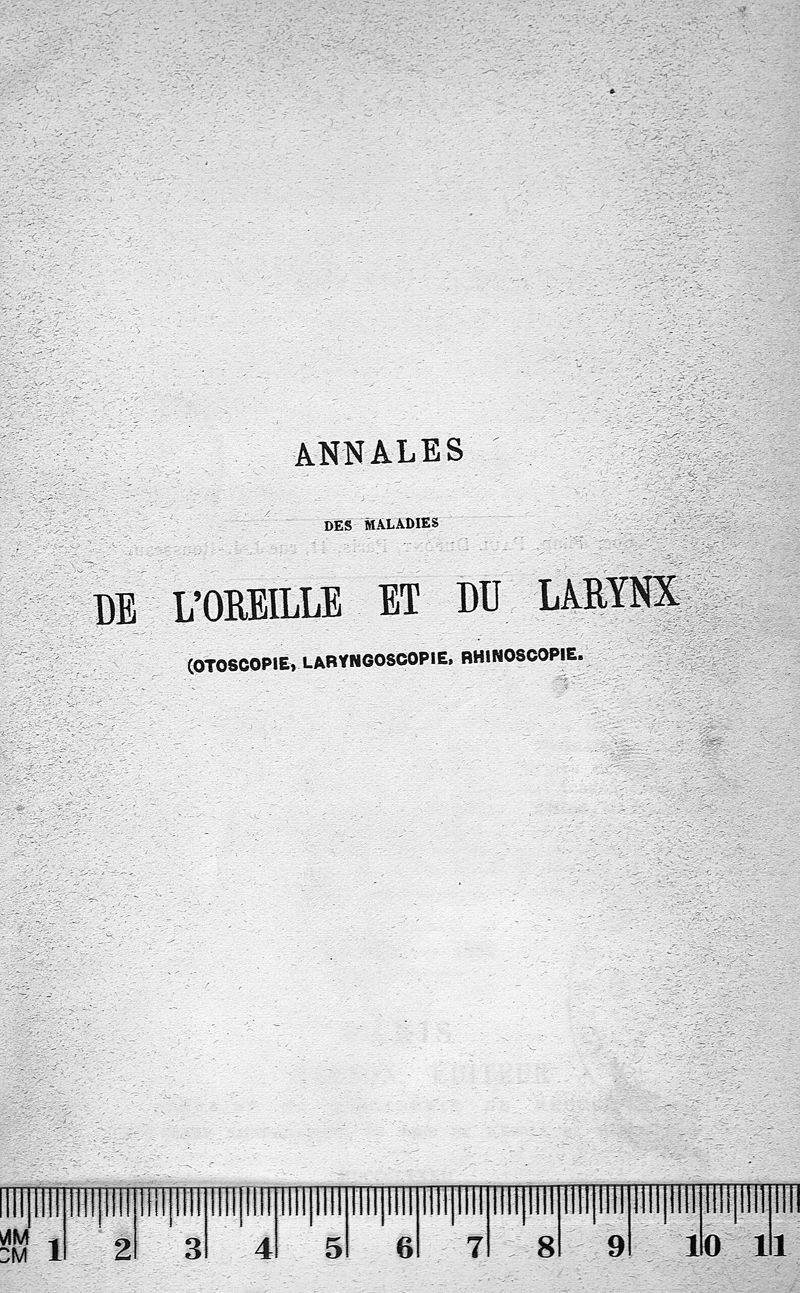 ANNALES
DES MALADIES
DE L'OREILLE ET DU LARYNX
(OTOSCOPIE, LARYNGOSCOPIE, RHINOSCOPIE.
MM
CM 1 2 3 4 5 6 7 8 9 10 11